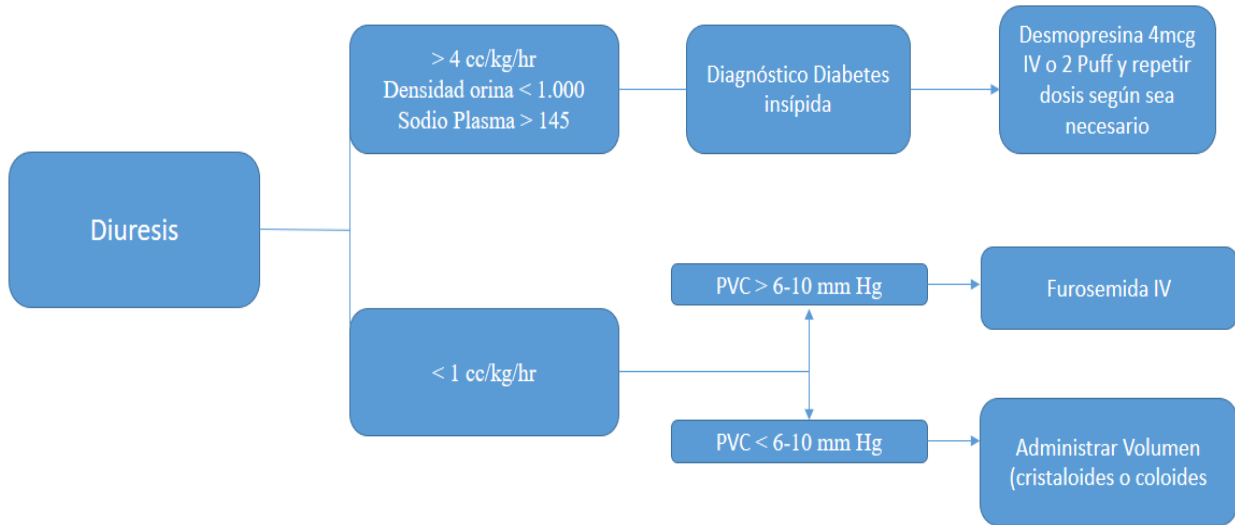 Diuresis
> 4 cc/kg/hr
Densidad orina < 1.000
Sodio Plasma > 145
Diagnóstico Diabetes
insípida
Desmopresina 4mcg
IV o 2 Puff y repetir
dosis según sea
necesario
< 1 cc/kg/hr
PVC > 6-10 mm Hg
Furosemida IV
PVC < 6-10 mm Hg
Administrar Volumen
(cristaloides o coloides